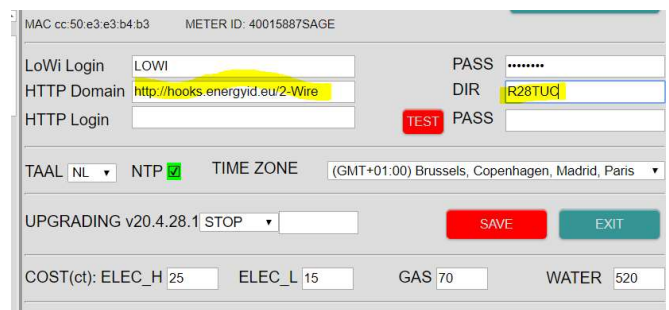 MAC cc:50:e3:e3:b4:b3 METER ID: 40015887SAGE
LoWi Login LOWI PASS ••••••••
HTTP Domain http://hooks.energyid.eu/2-Wire DIR R28TUC
HTTP Login TEST PASS
TAAL NL NTP TIME ZONE (GMT+01:00) Brussels, Copenhagen, Madrid, Paris
UPGRADING v20.4.28.1 STOP SAVE EXIT
COST(ct): ELEC_H 25 ELEC_L 15 GAS 70 WATER 520